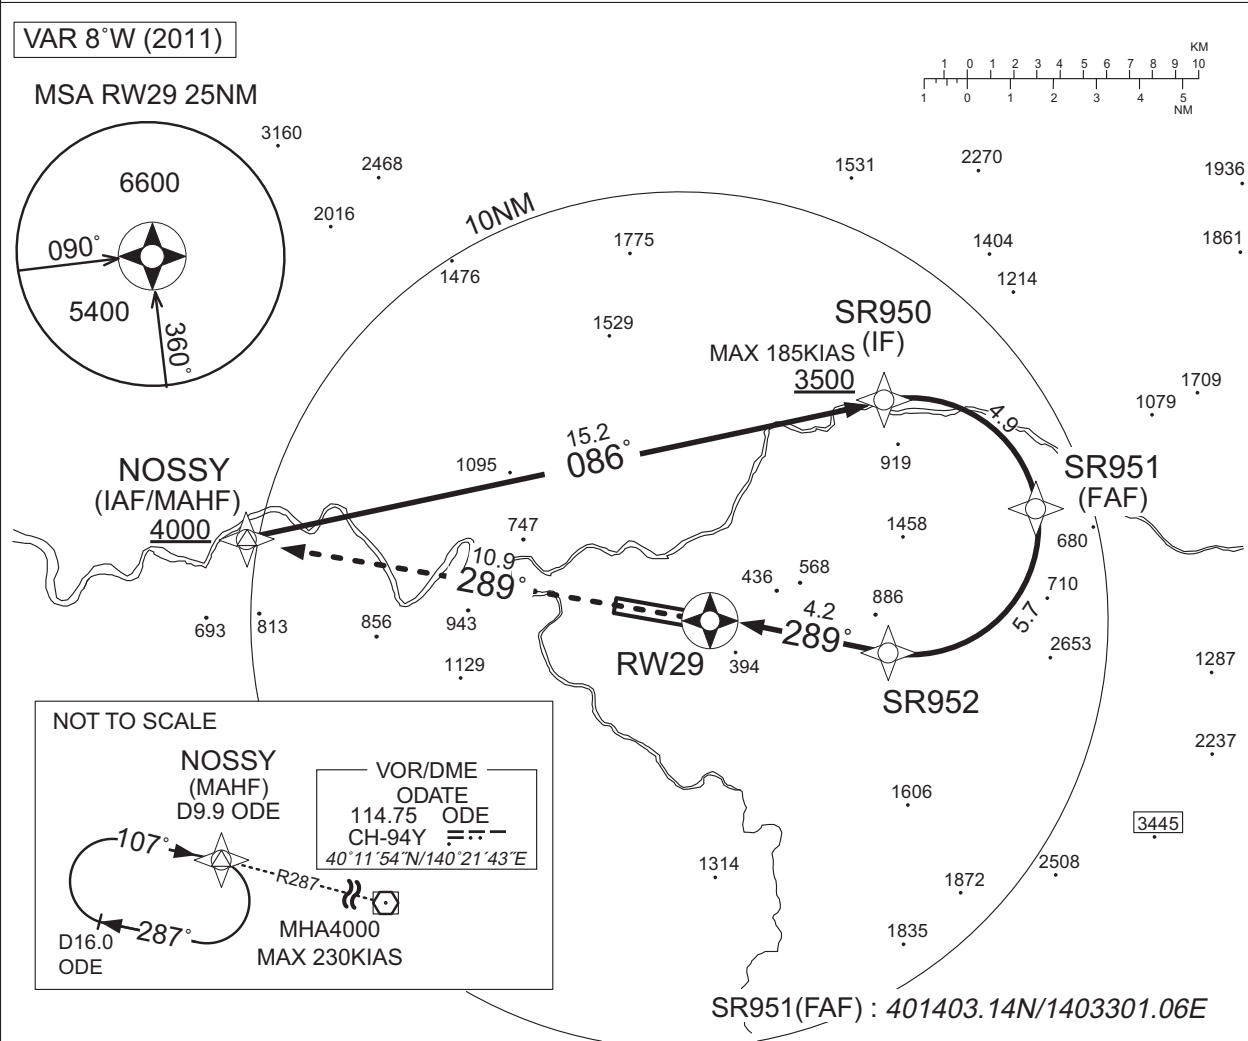 VAR 8°W (2011)
KM
1 0 1 2 3 4 5 6 7 8 9 10
1 0 1 2 3 4 5
NM
MSA RW29 25NM
6600
090°
5400
360°
3160
2468
2016
10NM
1476
1775
1529
1531
2270
1936
1404
1861
1214
SR950
(IF)
MAX 185KIAS
3500
1709
1079
4.9
15.2
086°
1095
919
SR951
(FAF)
NOSSY
(IAF/MAHF)
4000
747
1458
680
10.9
289°
436
568
886
710
5.7
4.2
289°
693
813
856
943
1129
RW29
394
2653
1287
SR952
2237
1606
3445
1314
2508
1872
1835
NOT TO SCALE
NOSSY
(MAHF)
D9.9 ODE
VOR/DME
ODATE
114.75 ODE
CH-94Y
40°11´54˝N/140°21´43˝E
107°
R287
287°
D16.0
ODE
MHA4000
MAX 230KIAS
SR951(FAF) : 401403.14N/1403301.06E